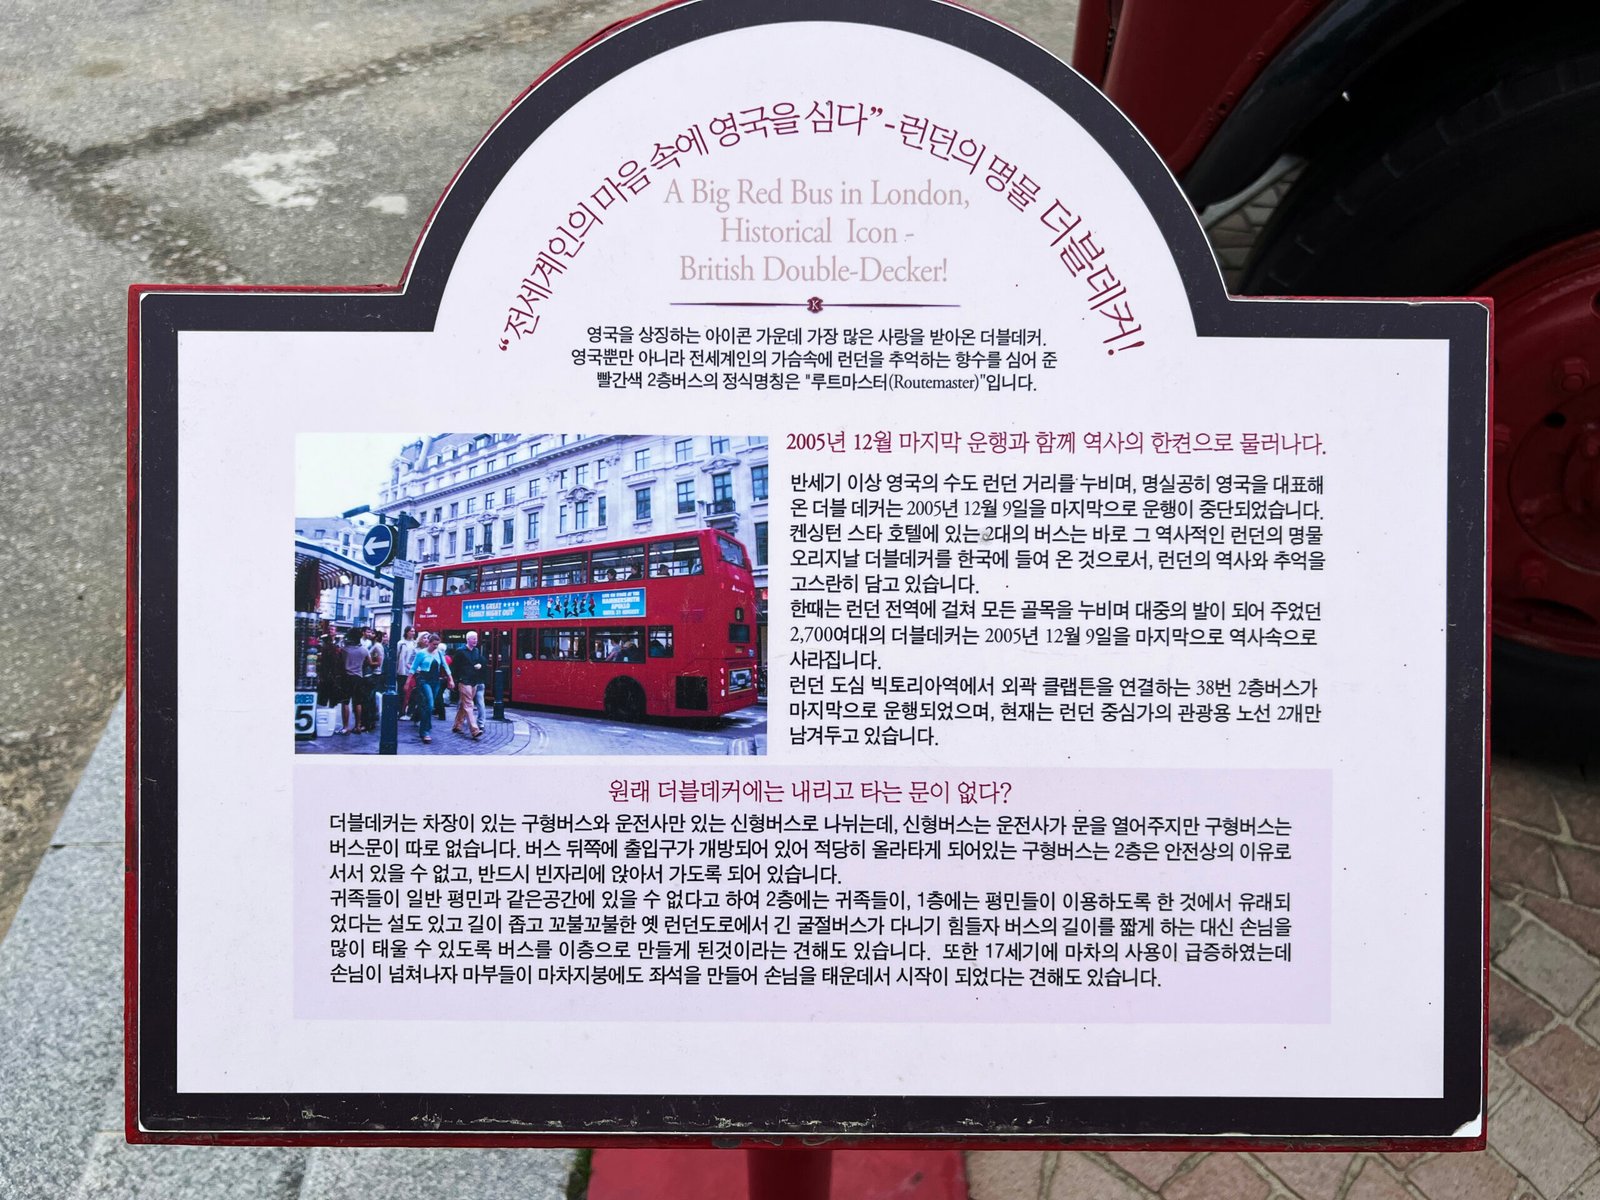 “전세계인의 마음 속에 영국을 심다” - 런던의 명물 더블데커!
A Big Red Bus in London,
Historical Icon -
British Double-Decker!
K
영국을 상징하는 아이콘 가운데 가장 많은 사랑을 받아온 더블데커.
영국뿐만 아니라 전세계인의 가슴속에 런던을 추억하는 향수를 심어 준
빨간색 2층버스의 정식명칭은 "루트마스터(Routemaster)"입니다.
2005년 12월 마지막 운행과 함께 역사의 한켠으로 물러나다.
반세기 이상 영국의 수도 런던 거리를 누비며, 명실공히 영국을 대표해
온 더블 데커는 2005년 12월 9일을 마지막으로 운행이 중단되었습니다.
켄싱턴 스타 호텔에 있는 2대의 버스는 바로 그 역사적인 런던의 명물
오리지날 더블데커를 한국에 들여 온 것으로서, 런던의 역사와 추억을
고스란히 담고 있습니다.
한때는 런던 전역에 걸쳐 모든 골목을 누비며 대중의 발이 되어 주었던
2,700여대의 더블데커는 2005년 12월 9일을 마지막으로 역사속으로
사라집니다.
런던 도심 빅토리아역에서 외곽 클랩튼을 연결하는 38번 2층버스가
마지막으로 운행되었으며, 현재는 런던 중심가의 관광용 노선 2개만
남겨두고 있습니다.
A GREAT
FUNNY NIGHT OUT
HIGH
HAMMERSMITH
APOLLO
5
원래 더블데커에는 내리고 타는 문이 없다?
더블데커는 차장이 있는 구형버스와 운전사만 있는 신형버스로 나뉘는데, 신형버스는 운전사가 문을 열어주지만 구형버스는
버스문이 따로 없습니다. 버스 뒤쪽에 출입구가 개방되어 있어 적당히 올라타게 되어있는 구형버스는 2층은 안전상의 이유로
서서 있을 수 없고, 반드시 빈자리에 앉아서 가도록 되어 있습니다.
귀족들이 일반 평민과 같은공간에 있을 수 없다고 하여 2층에는 귀족들이, 1층에는 평민들이 이용하도록 한 것에서 유래되
었다는 설도 있고 길이 좁고 꼬불꼬불한 옛 런던도로에서 긴 굴절버스가 다니기 힘들자 버스의 길이를 짧게 하는 대신 손님을
많이 태울 수 있도록 버스를 이층으로 만들게 된것이라는 견해도 있습니다. 또한 17세기에 마차의 사용이 급증하였는데
손님이 넘쳐나자 마부들이 마차지붕에도 좌석을 만들어 손님을 태운데서 시작이 되었다는 견해도 있습니다.